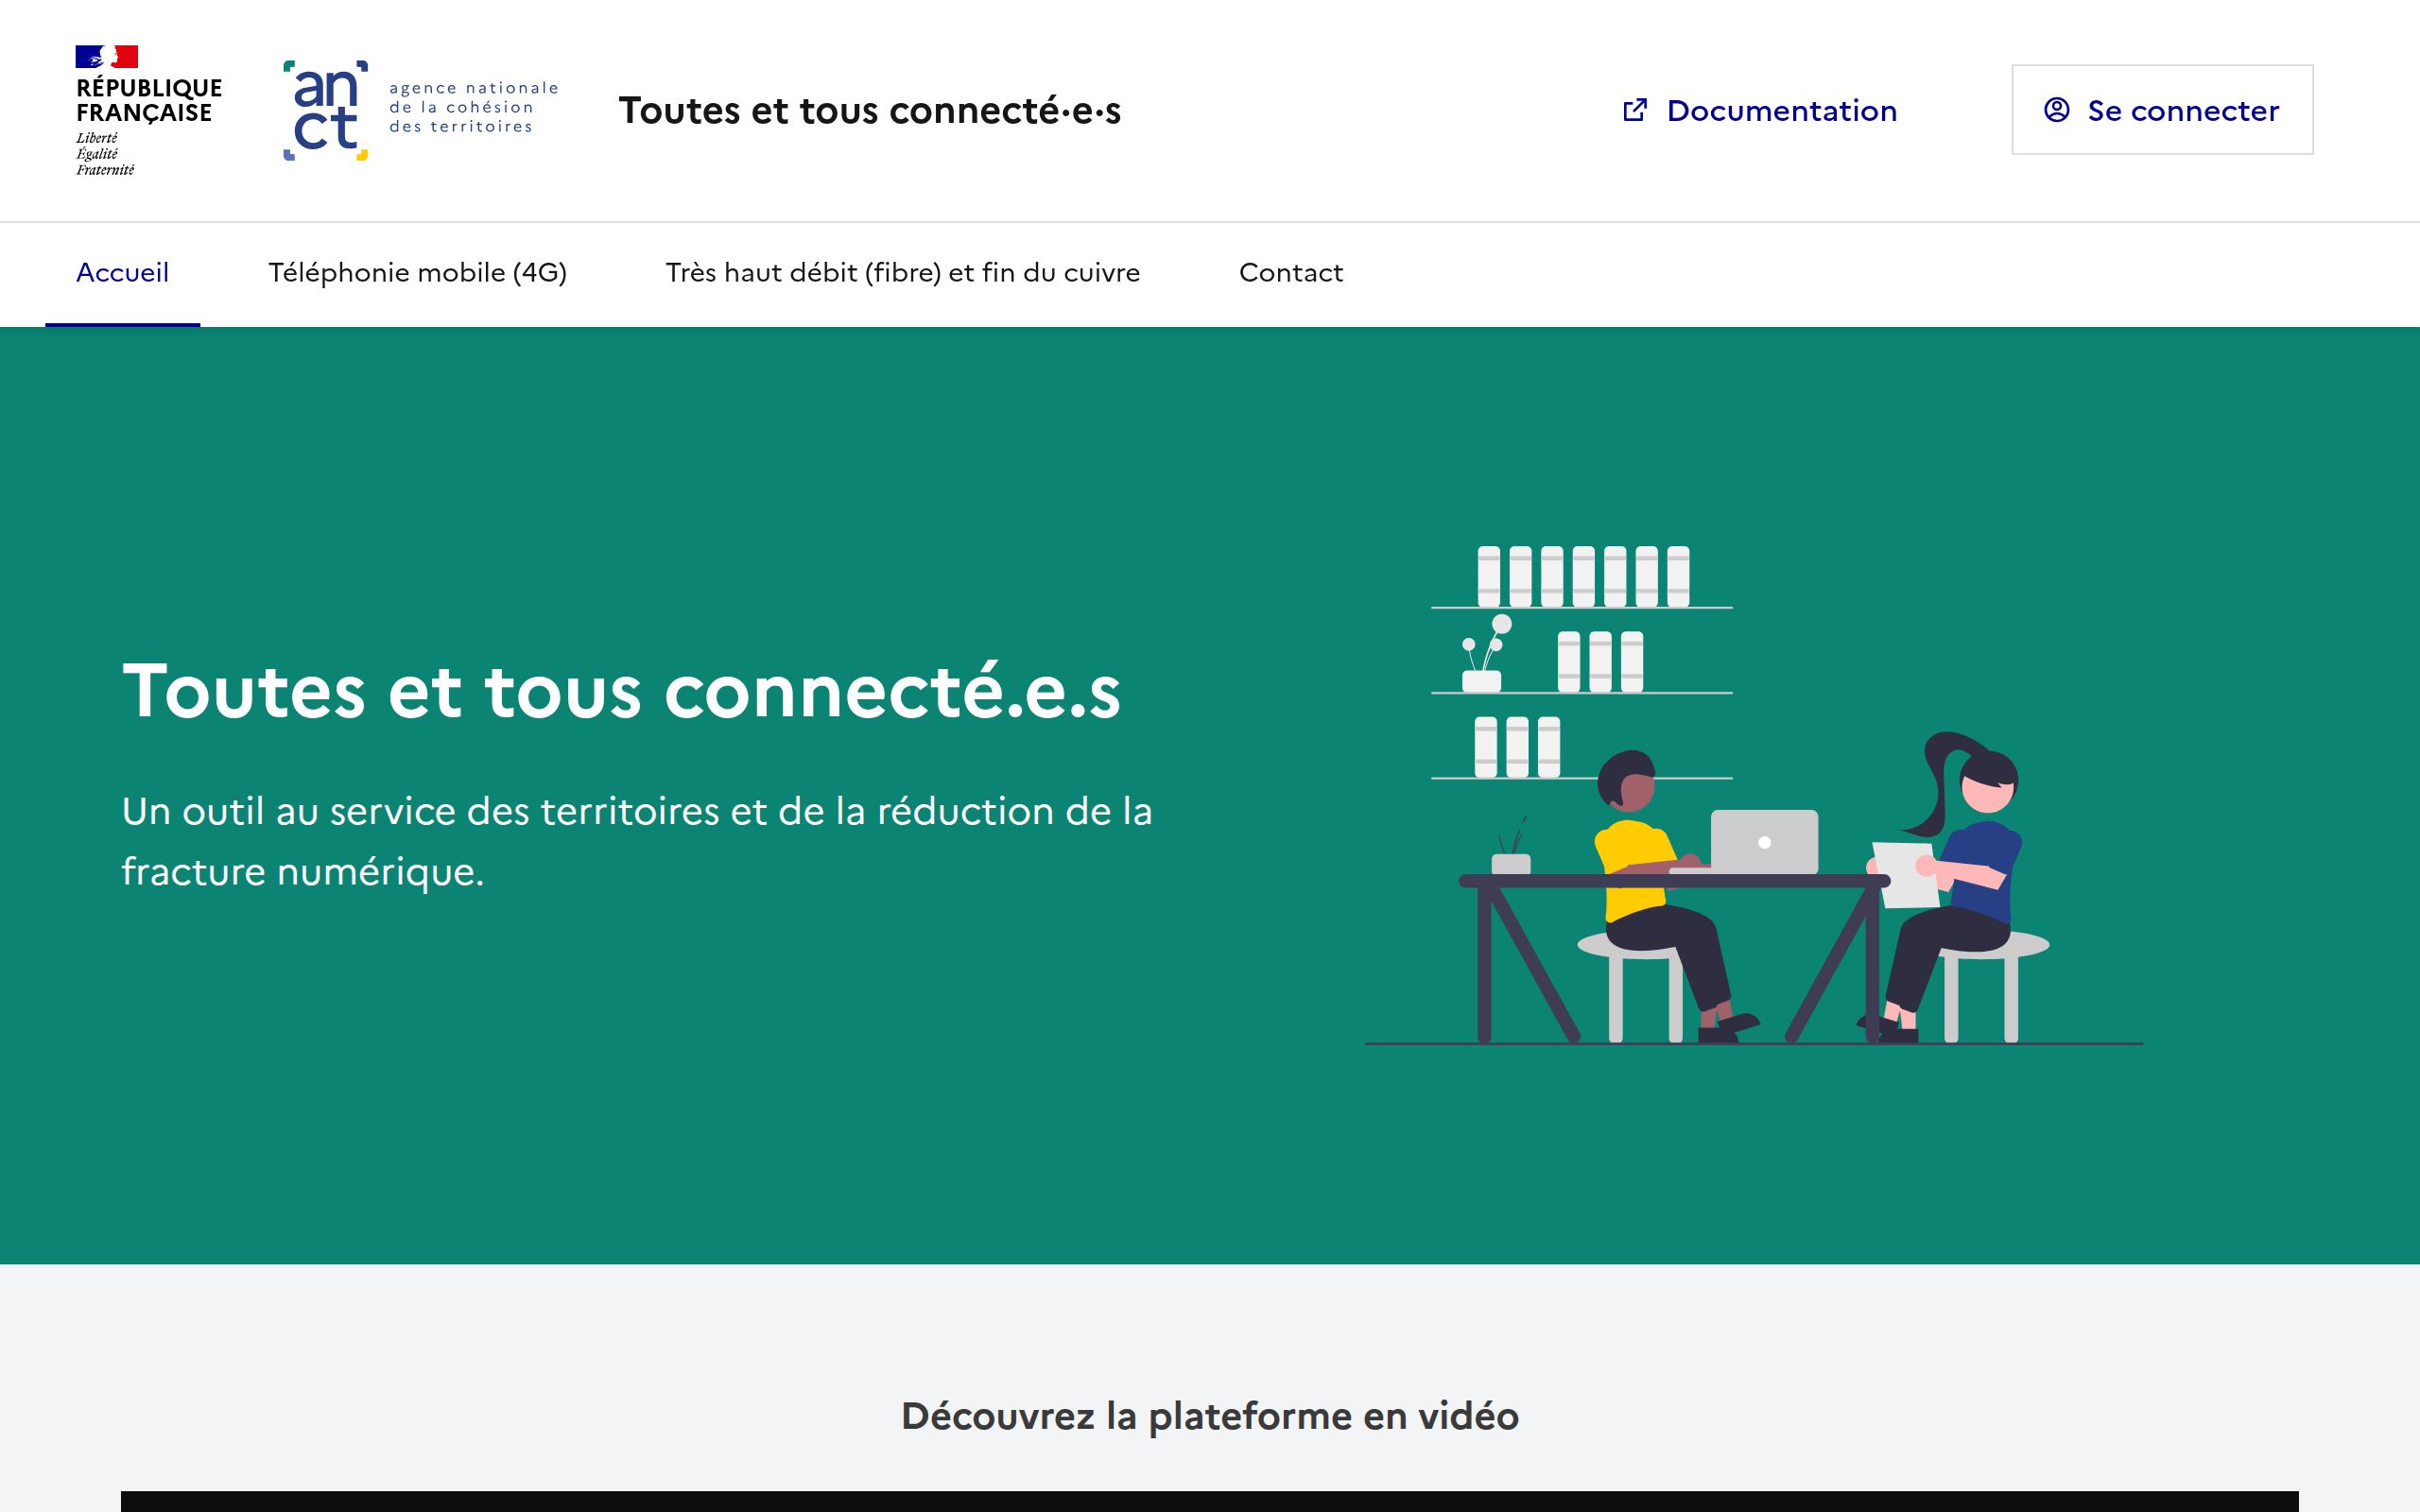 RÉPUBLIQUE
FRANÇAISE
Liberté
Égalité
Fraternité
an
ct
agence nationale
de la cohésion
des territoires
Toutes et tous connecté·e·s
Documentation
Se connecter
Accueil
Téléphonie mobile (4G)
Très haut débit (fibre) et fin du cuivre
Contact
Toutes et tous connecté.e.s
Un outil au service des territoires et de la réduction de la
fracture numérique.
Découvrez la plateforme en vidéo